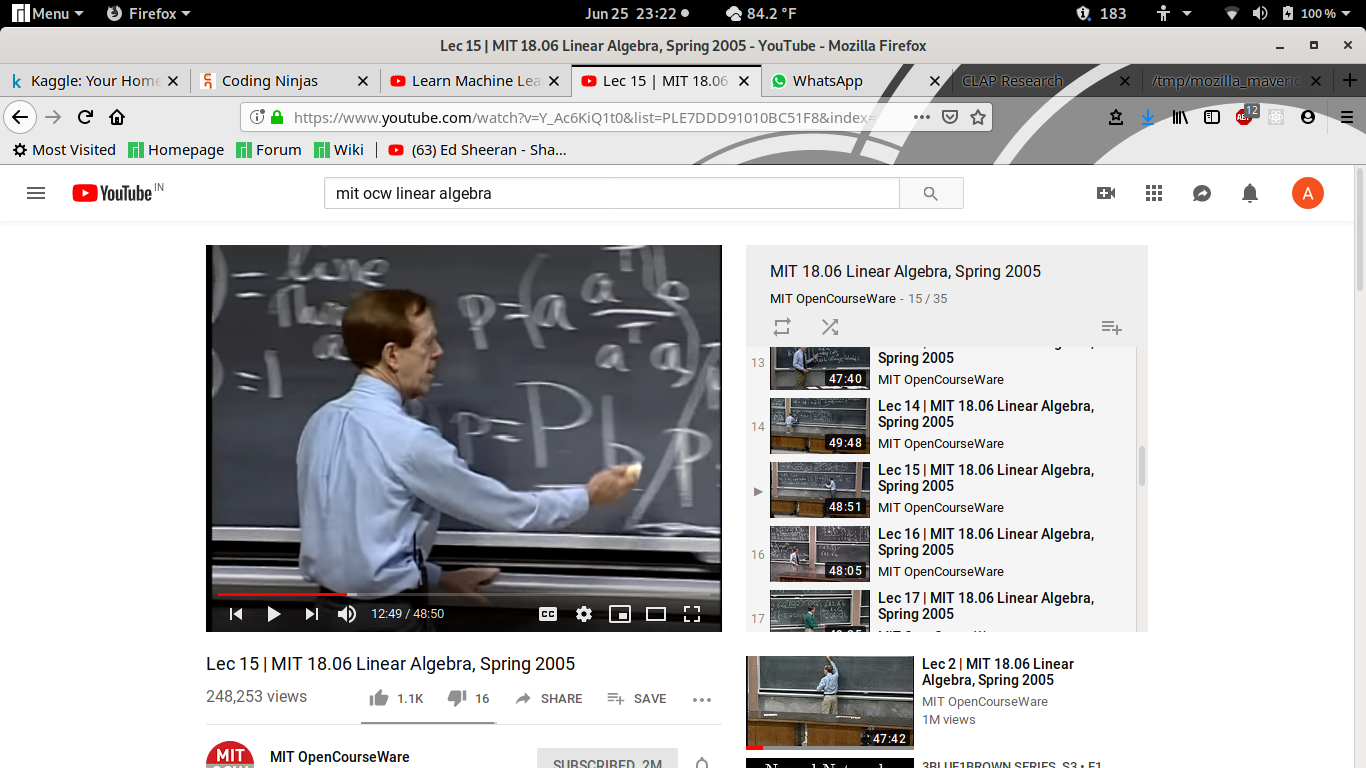 Menu Firefox Jun 25 23:22 84.2 °F 183 100 %
Lec 15 | MIT 18.06 Linear Algebra, Spring 2005 - YouTube - Mozilla Firefox
Kaggle: Your Home Coding Ninjas Learn Machine Lea Lec 15 | MIT 18.06 WhatsApp CLAP Research /tmp/mozilla_maveric
https://www.youtube.com/watch?v=Y_Ac6KiQ1t0&list=PLE7DDD91010BC51F8&index= 12
Most Visited Homepage Forum Wiki (63) Ed Sheeran - Sha...
YouTube IN mit ocw linear algebra A
= line
p = a aᵀb
aᵀa
= 1
p = Pb
P
12:49 / 48:50 CC
Lec 15 | MIT 18.06 Linear Algebra, Spring 2005
248,253 views 1.1K 16 SHARE SAVE
MIT MIT OpenCourseWare SUBSCRIBED 2M
MIT 18.06 Linear Algebra, Spring 2005
MIT OpenCourseWare - 15 / 35
13 47:40
Spring 2005
MIT OpenCourseWare
14 49:48
Lec 14 | MIT 18.06 Linear Algebra,
Spring 2005
MIT OpenCourseWare
48:51
Lec 15 | MIT 18.06 Linear Algebra,
Spring 2005
MIT OpenCourseWare
16 48:05
Lec 16 | MIT 18.06 Linear Algebra,
Spring 2005
MIT OpenCourseWare
17
Lec 17 | MIT 18.06 Linear Algebra,
Spring 2005
47:42
Lec 2 | MIT 18.06 Linear
Algebra, Spring 2005
MIT OpenCourseWare
1M views
3BLUE1BROWN SERIES S3 • E1